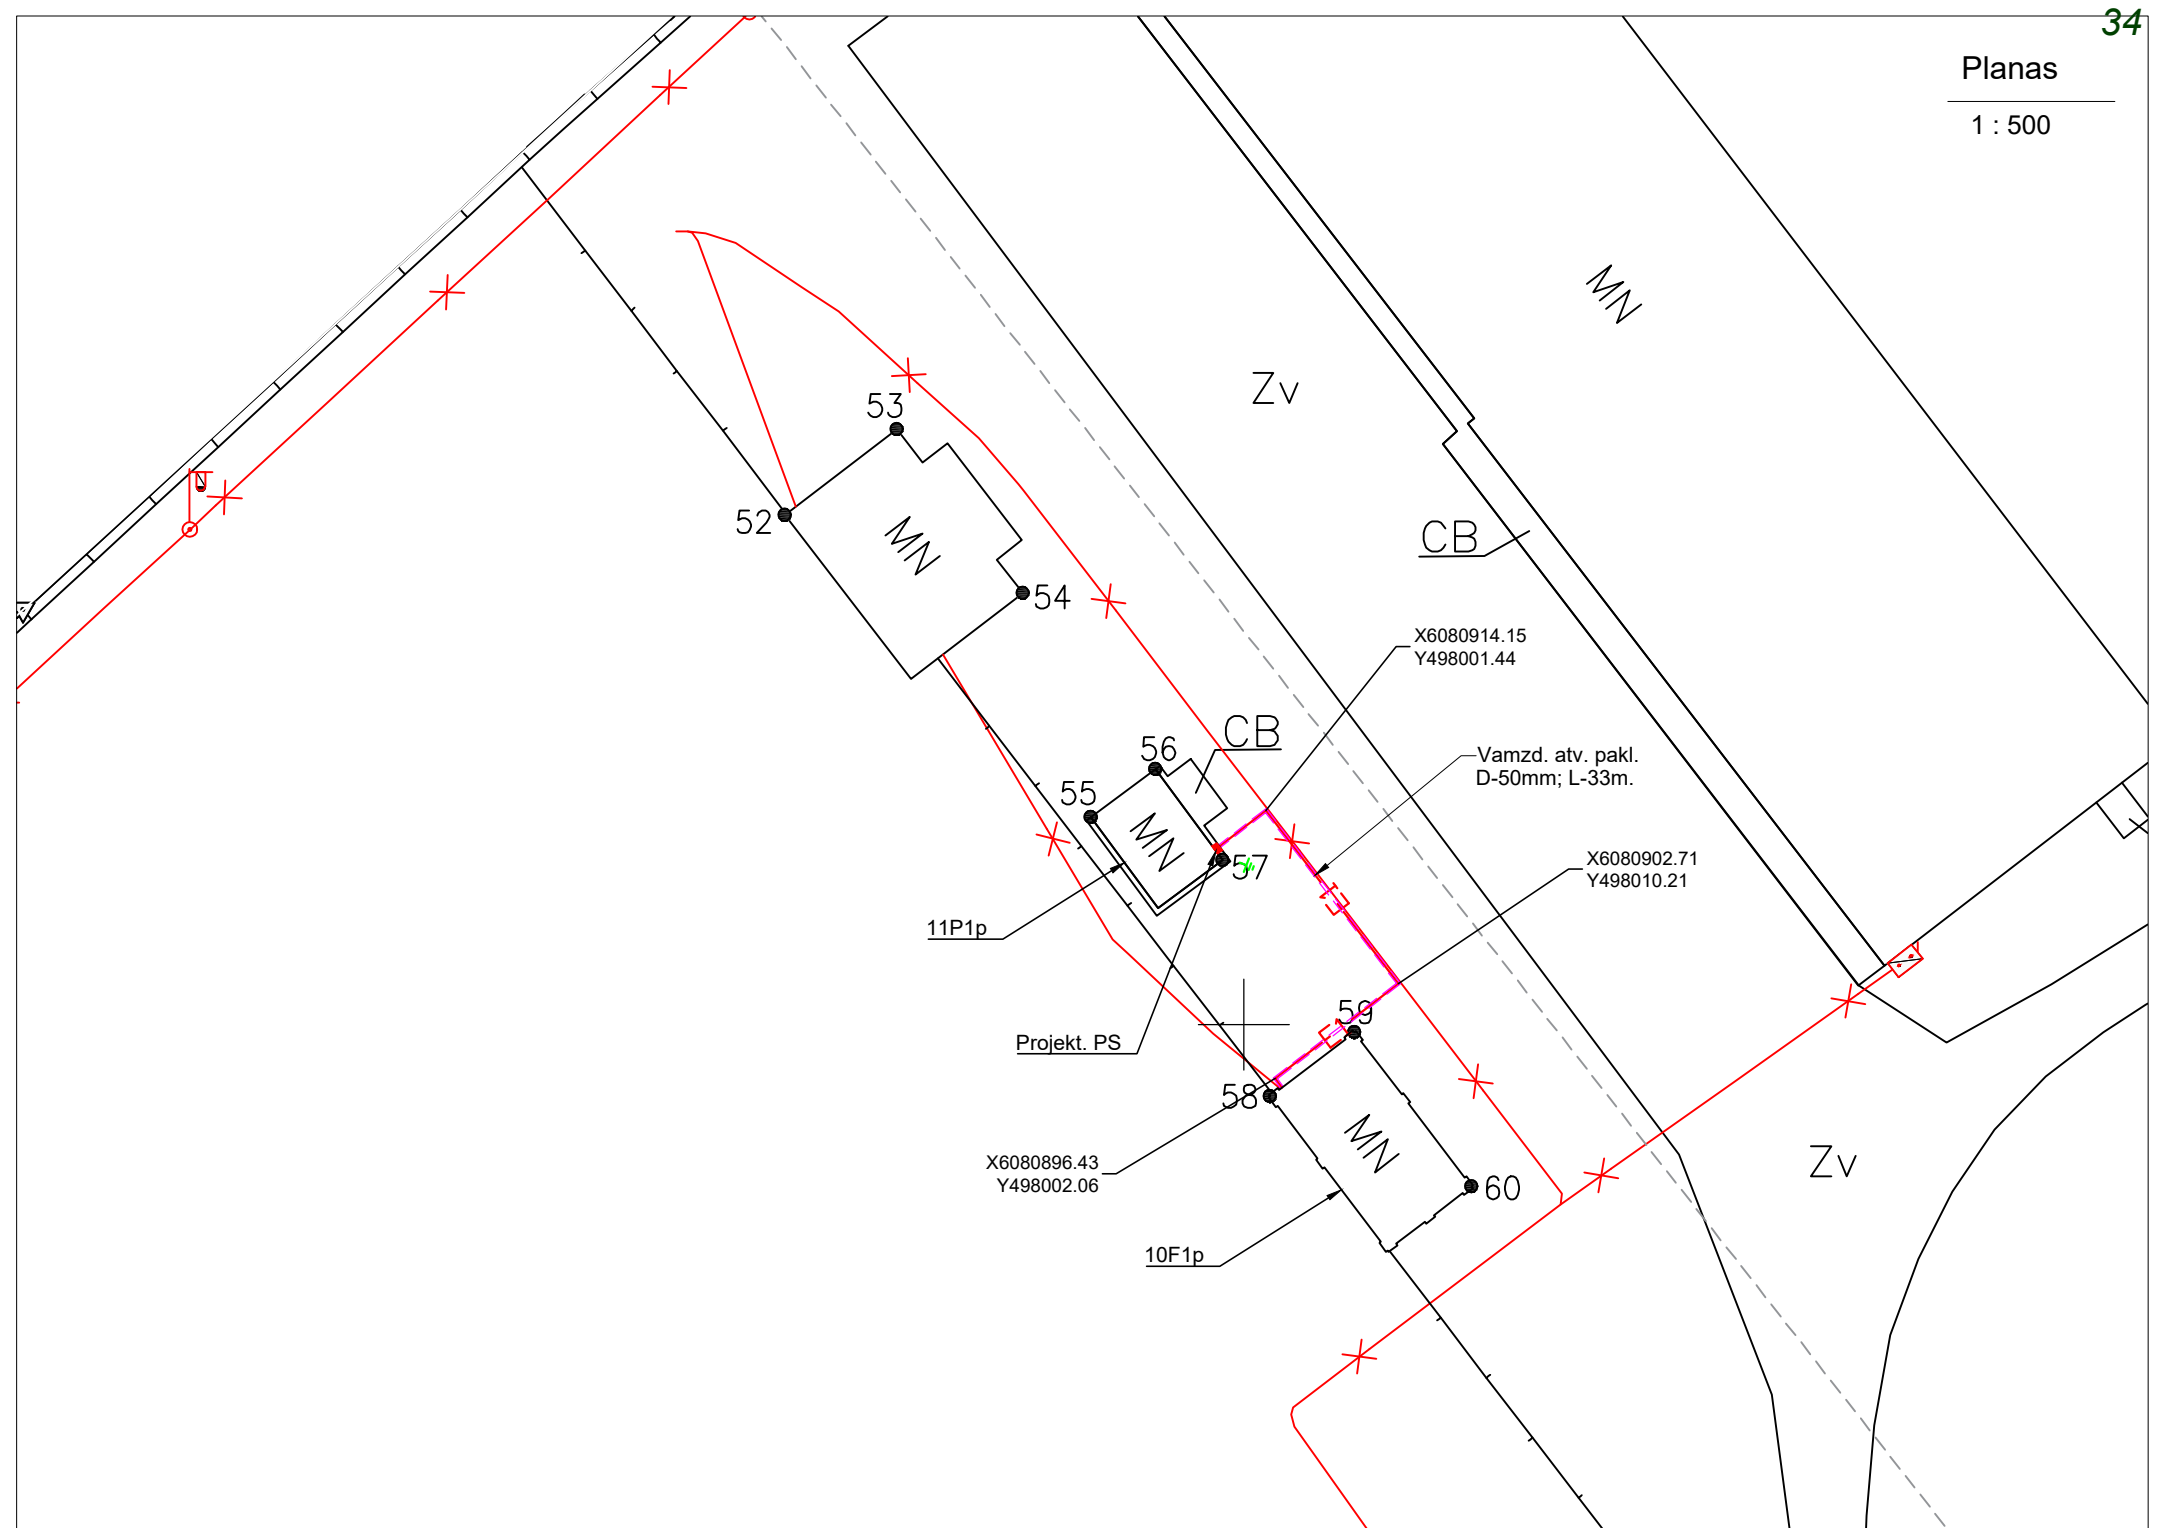 34
Planas
1 : 500
MN
Zv
53
CB
52
MN
54
X6080914.15
Y498001.44
CB
56
Vamzd. atv. pakl.
D-50mm; L-33m.
55
MN
57
X6080902.71
Y498010.21
11P1p
1
59
1
Projekt. PS
58
MN
X6080896.43
Y498002.06
Zv
60
10F1p